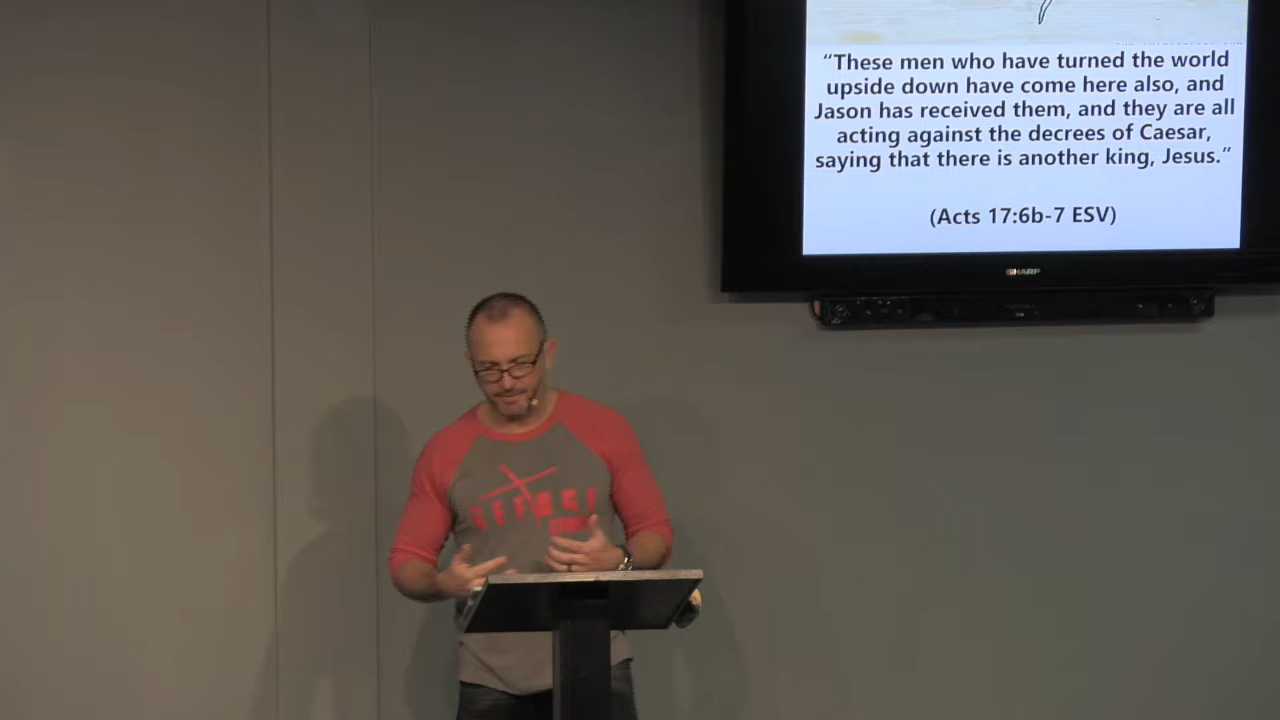 “These men who have turned the world
upside down have come here also, and
Jason has received them, and they are all
acting against the decrees of Caesar,
saying that there is another king, Jesus.”
(Acts 17:6b-7 ESV)
SHARP